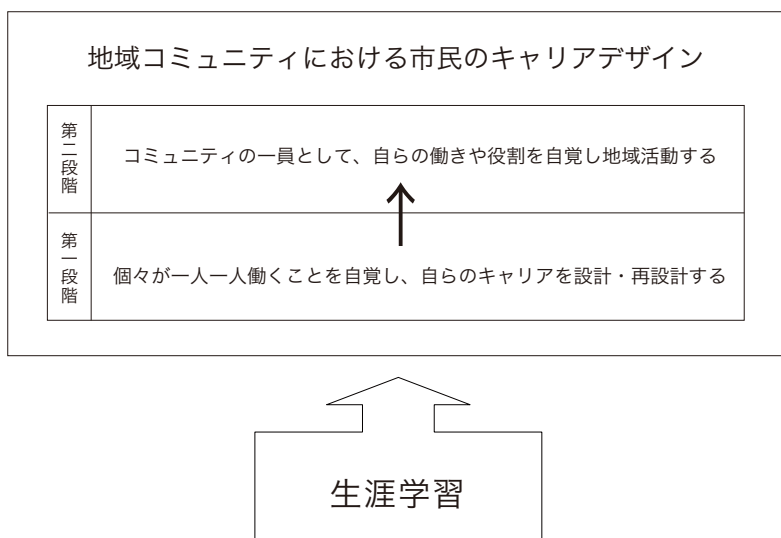 地域コミュニティにおける市民のキャリアデザイン
第二段階
コミュニティの一員として、自らの働きや役割を自覚し地域活動する
第一段階
個々が一人一人働くことを自覚し、自らのキャリアを設計・再設計する
生涯学習